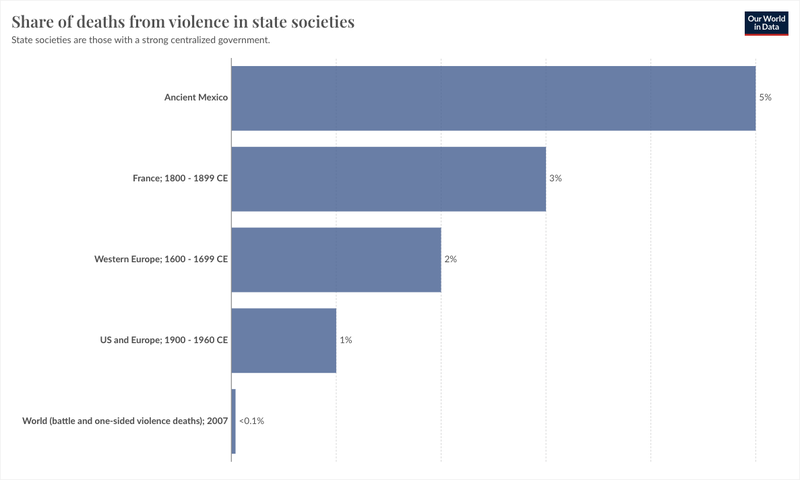 Share of deaths from violence in state societies
State societies are those with a strong centralized government.
Our World
in Data
Ancient Mexico
5%
France; 1800 - 1899 CE
3%
Western Europe; 1600 - 1699 CE
2%
US and Europe; 1900 - 1960 CE
1%
World (battle and one-sided violence deaths); 2007
<0.1%